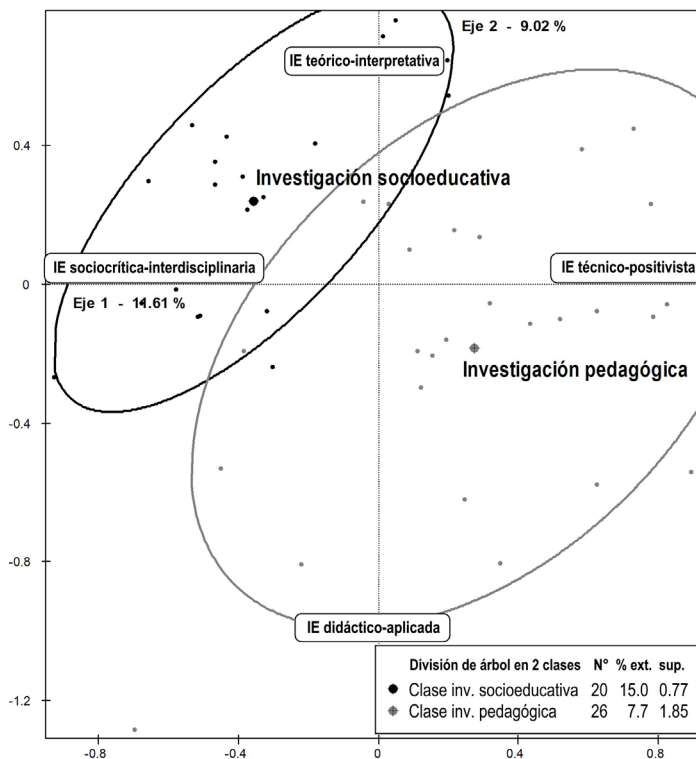 Eje 2 - 9.02 %
IE teórico-interpretativa
0.4
Investigación socioeducativa
IE sociocrítica-interdisciplinaria
IE técnico-positivista
0
Eje 1 - 11.61 %
Investigación pedagógica
-0.4
-0.8
IE didáctico-aplicada
División de árbol en 2 clases N° % ext. sup.
Clase inv. socioeducativa 20 15.0 0.77
Clase inv. pedagógica 26 7.7 1.85
-1.2
-0.8 -0.4 0 0.4 0.8